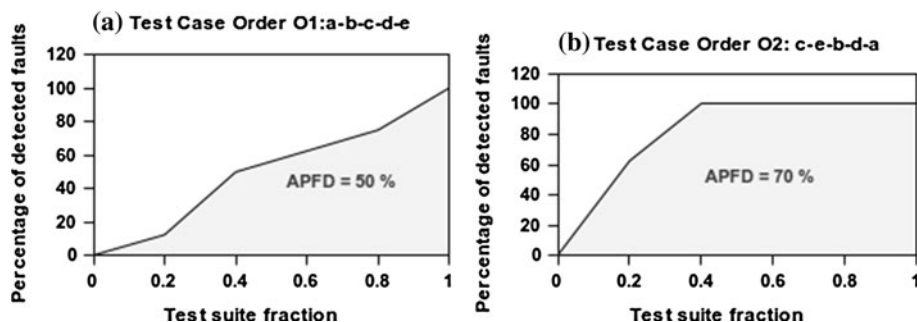 (a) Test Case Order O1:a-b-c-d-e
Percentage of detected faults
120
100
80
60
40
20
0
APFD = 50 %
0 0.2 0.4 0.6 0.8 1
Test suite fraction
(b) Test Case Order O2: c-e-b-d-a
Percentage of detected faults
120
100
80
60
40
20
0
APFD = 70 %
0 0.2 0.4 0.6 0.8 1
Test suite fraction